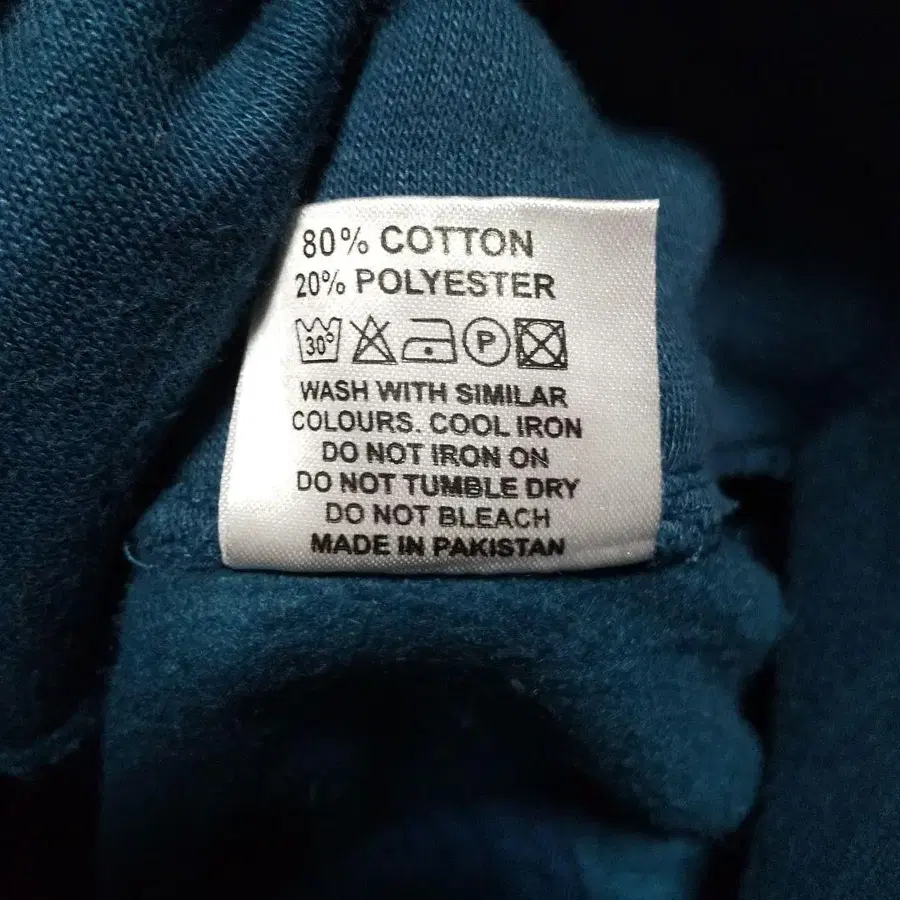 80% COTTON
20% POLYESTER
30° P
WASH WITH SIMILAR
COLOURS. COOL IRON
DO NOT IRON ON
DO NOT TUMBLE DRY
DO NOT BLEACH
MADE IN PAKISTAN